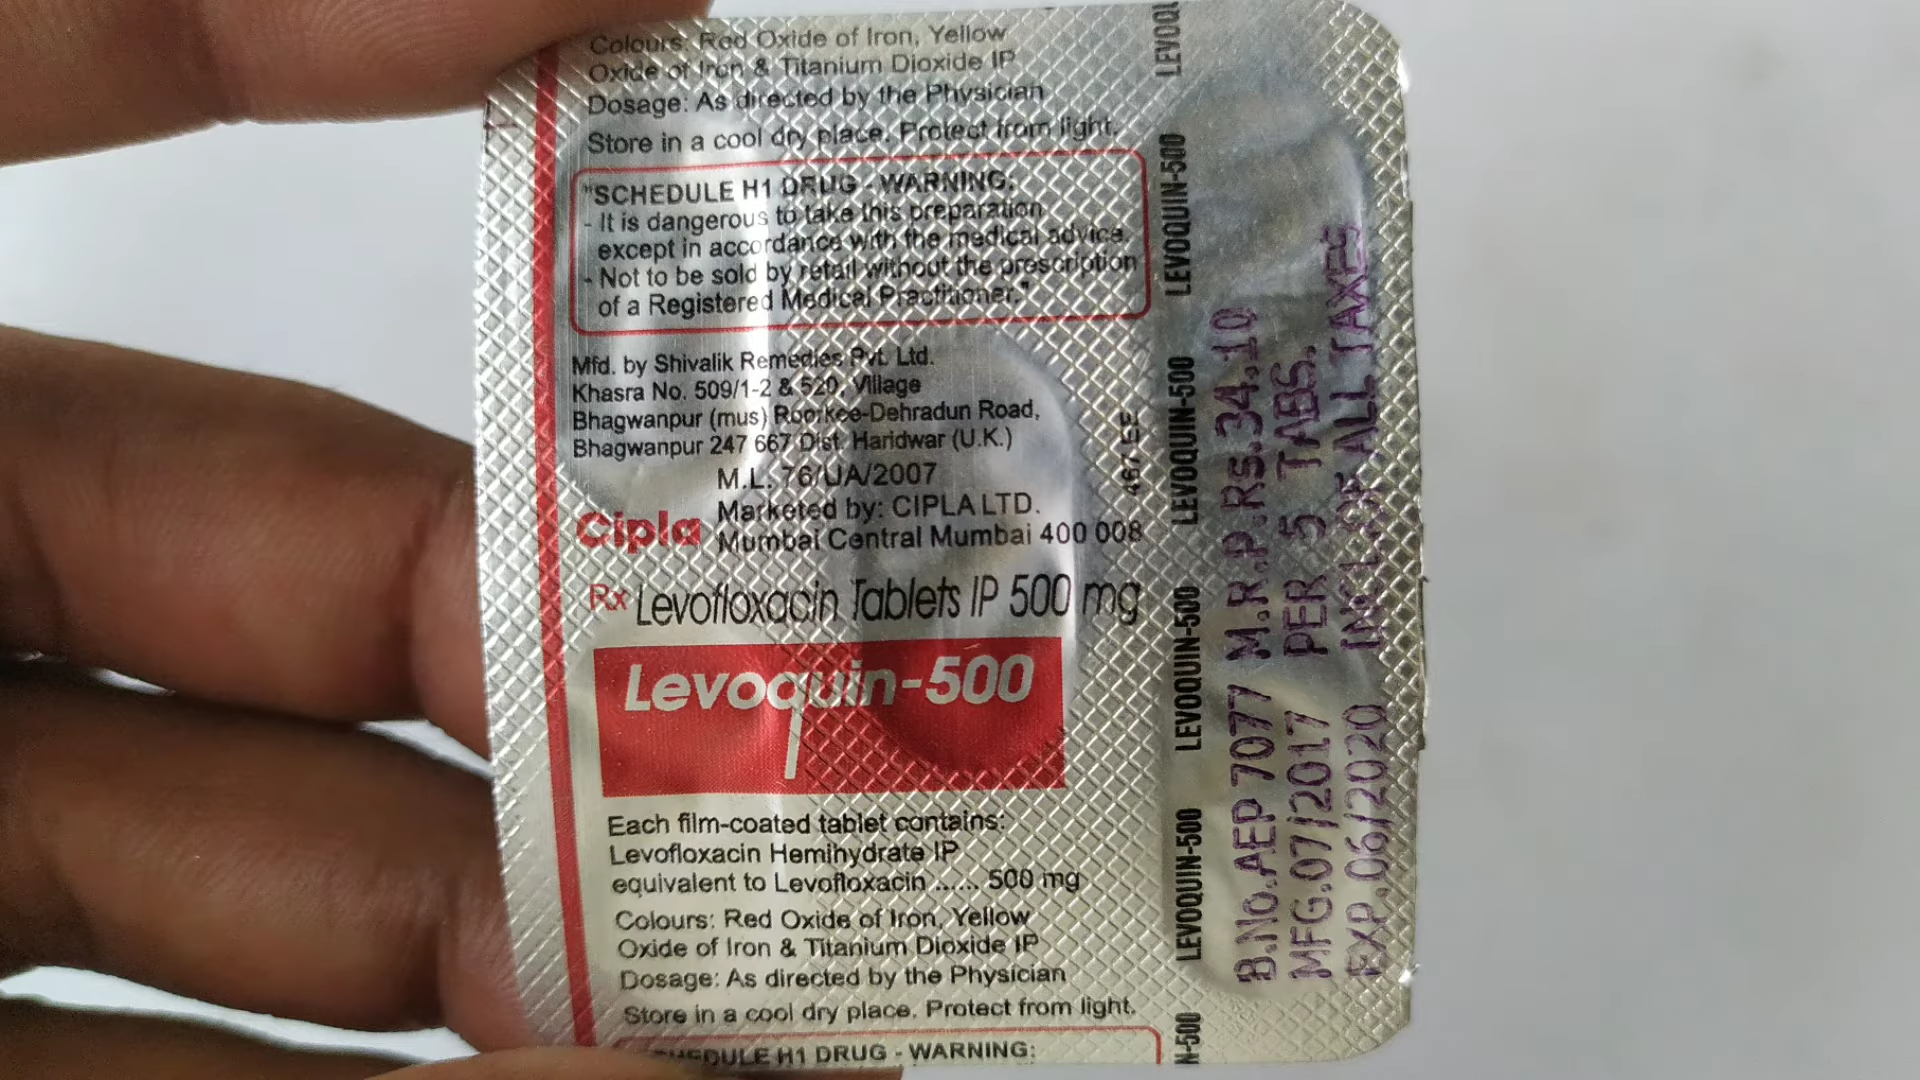 Colours: Red Oxide of Iron, Yellow
Oxide of Iron & Titanium Dioxide IP
Dosage: As directed by the Physician
Store in a cool dry place. Protect from light.
"SCHEDULE H1 DRUG - WARNING:
- It is dangerous to take this preparation
except in accordance with the medical advice.
- Not to be sold by retail without the prescription
of a Registered Medical Practitioner."
Mfd. by Shivalik Remedies Pvt. Ltd.
Khasra No. 509/1-2 & 520, Village
Bhagwanpur (mus) Roorkee-Dehradun Road,
Bhagwanpur 247 667 Dist. Haridwar (U.K.)
M.L. 76/UA/2007
Cipla
Marketed by: CIPLA LTD.
Mumbai Central Mumbai 400 008
Rx Levofloxacin Tablets IP 500 mg
Levoquin-500
Each film-coated tablet contains:
Levofloxacin Hemihydrate IP
equivalent to Levofloxacin ...... 500 mg
Colours: Red Oxide of Iron, Yellow
Oxide of Iron & Titanium Dioxide IP
Dosage: As directed by the Physician
Store in a cool dry place. Protect from light.
DULE H1 DRUG - WARNING:
N-500 LEVOQUIN-500 LEVOQUIN-500 LEVOQUIN-500 LEVOQUIN-500 LEVOQU
B.No.AEP 7077 M.R.P.Rs.34.10
MFG.07/2017 PER 5 TABS.
EXP.06/2020 INCL.OF ALL TAXES